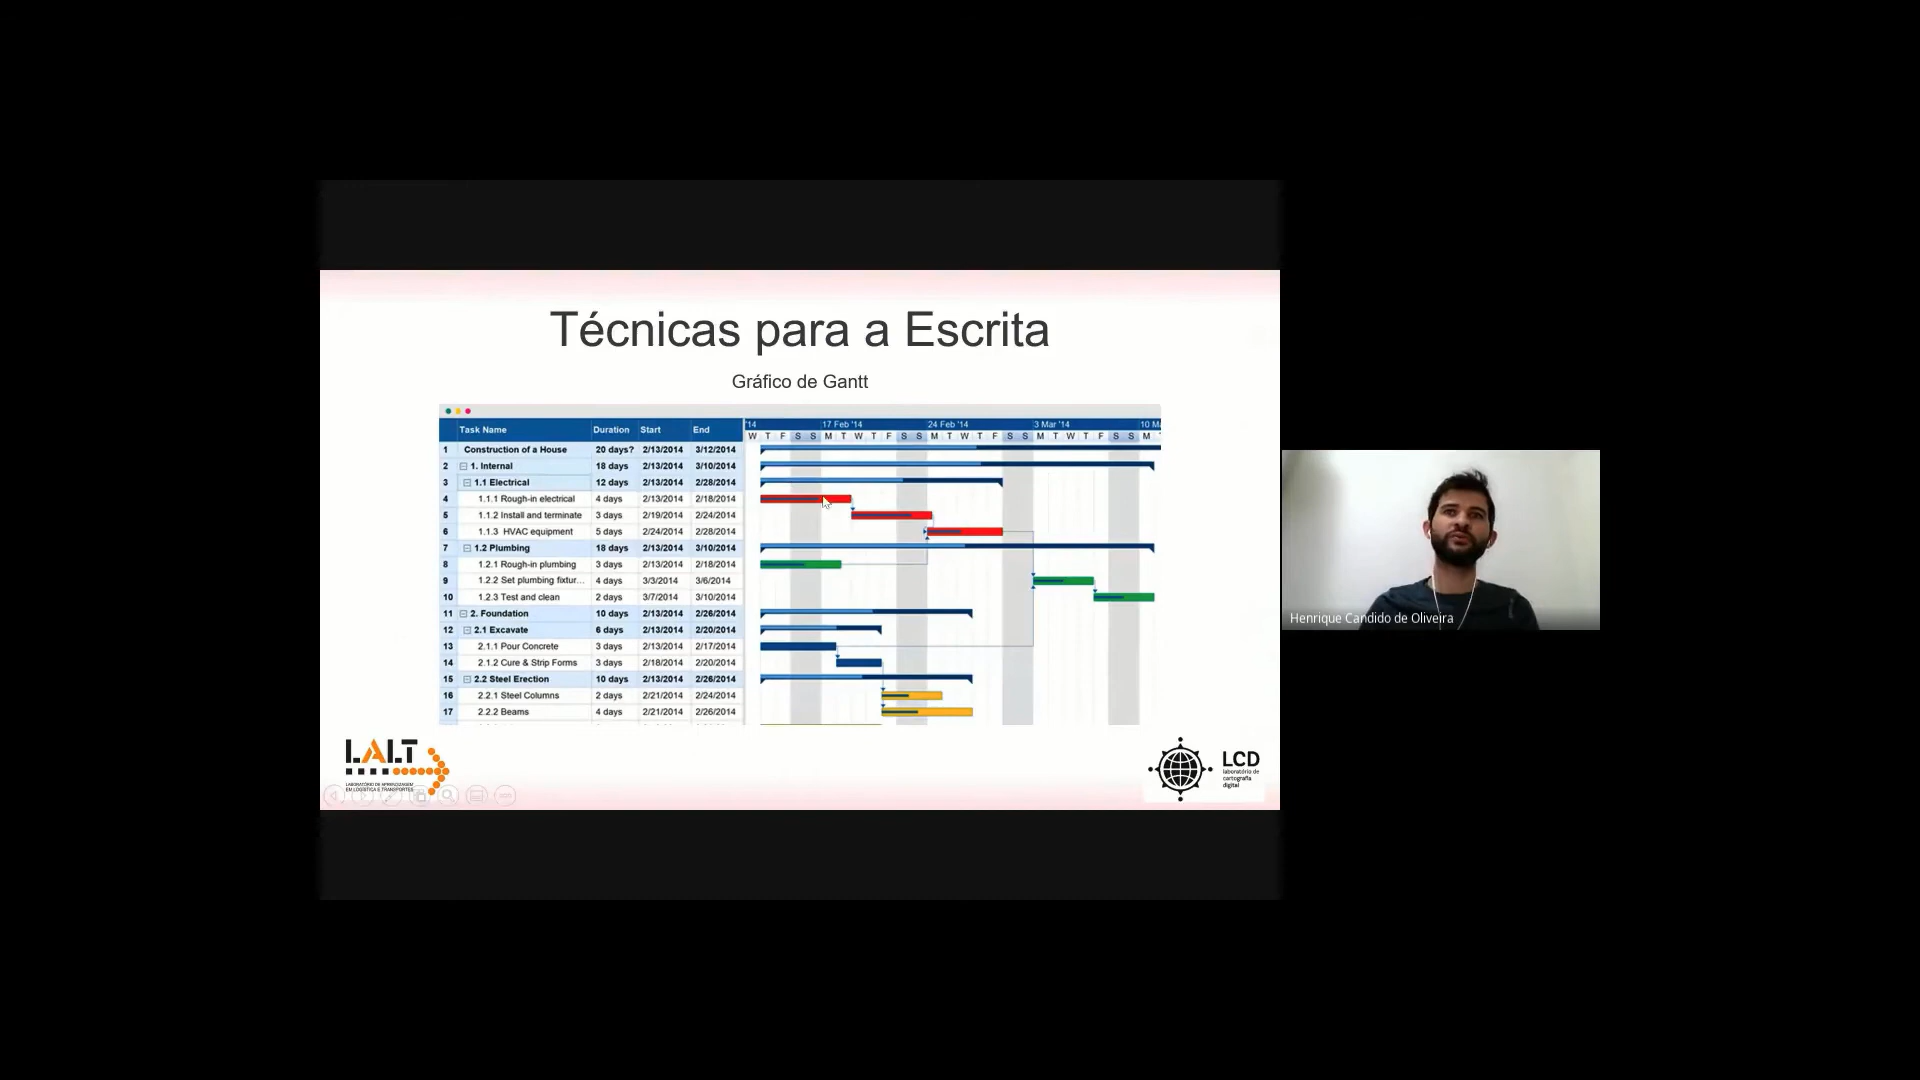 Técnicas para a Escrita
Gráfico de Gantt
Task Name Duration Start End '14 17 Feb '14 24 Feb '14 3 Mar '14 10 Ma
W T F S S M T W T F S S M T W T F S S M T W T F S S M
1 Construction of a House 20 days? 2/13/2014 3/12/2014
2 1. Internal 18 days 2/13/2014 3/10/2014
3 1.1 Electrical 12 days 2/13/2014 2/28/2014
4 1.1.1 Rough-in electrical 4 days 2/13/2014 2/18/2014
5 1.1.2 Install and terminate 3 days 2/19/2014 2/24/2014
6 1.1.3 HVAC equipment 5 days 2/24/2014 2/28/2014
7 1.2 Plumbing 18 days 2/13/2014 3/10/2014
8 1.2.1 Rough-in plumbing 3 days 2/13/2014 2/18/2014
9 1.2.2 Set plumbing fixtur... 4 days 3/3/2014 3/6/2014
10 1.2.3 Test and clean 2 days 3/7/2014 3/10/2014
11 2. Foundation 10 days 2/13/2014 2/26/2014
12 2.1 Excavate 6 days 2/13/2014 2/20/2014
13 2.1.1 Pour Concrete 3 days 2/13/2014 2/17/2014
14 2.1.2 Cure & Strip Forms 3 days 2/18/2014 2/20/2014
15 2.2 Steel Erection 10 days 2/13/2014 2/26/2014
16 2.2.1 Steel Columns 2 days 2/21/2014 2/24/2014
17 2.2.2 Beams 4 days 2/21/2014 2/26/2014
LALT
LABORATÓRIO DE APRENDIZAGEM
EM LOGÍSTICA E TRANSPORTES
LCD
laboratório de
cartografia
digital
Henrique Candido de Oliveira